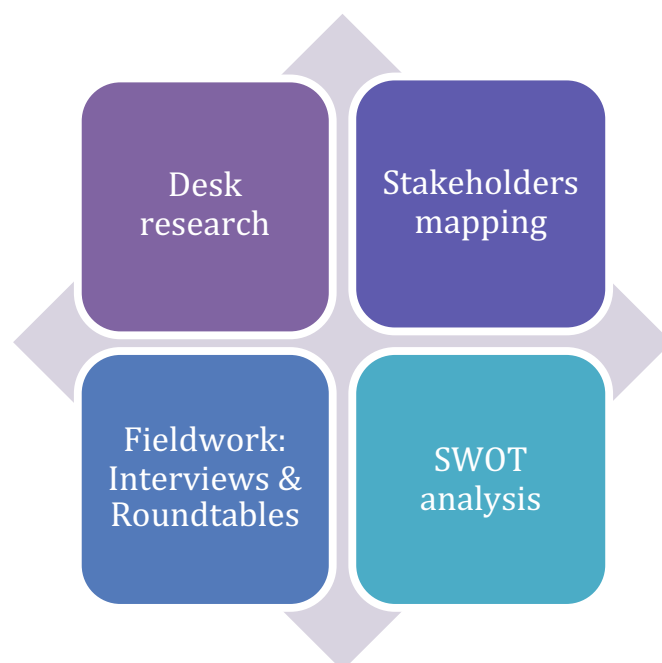 Desk
research
Stakeholders
mapping
Fieldwork:
Interviews &
Roundtables
SWOT
analysis